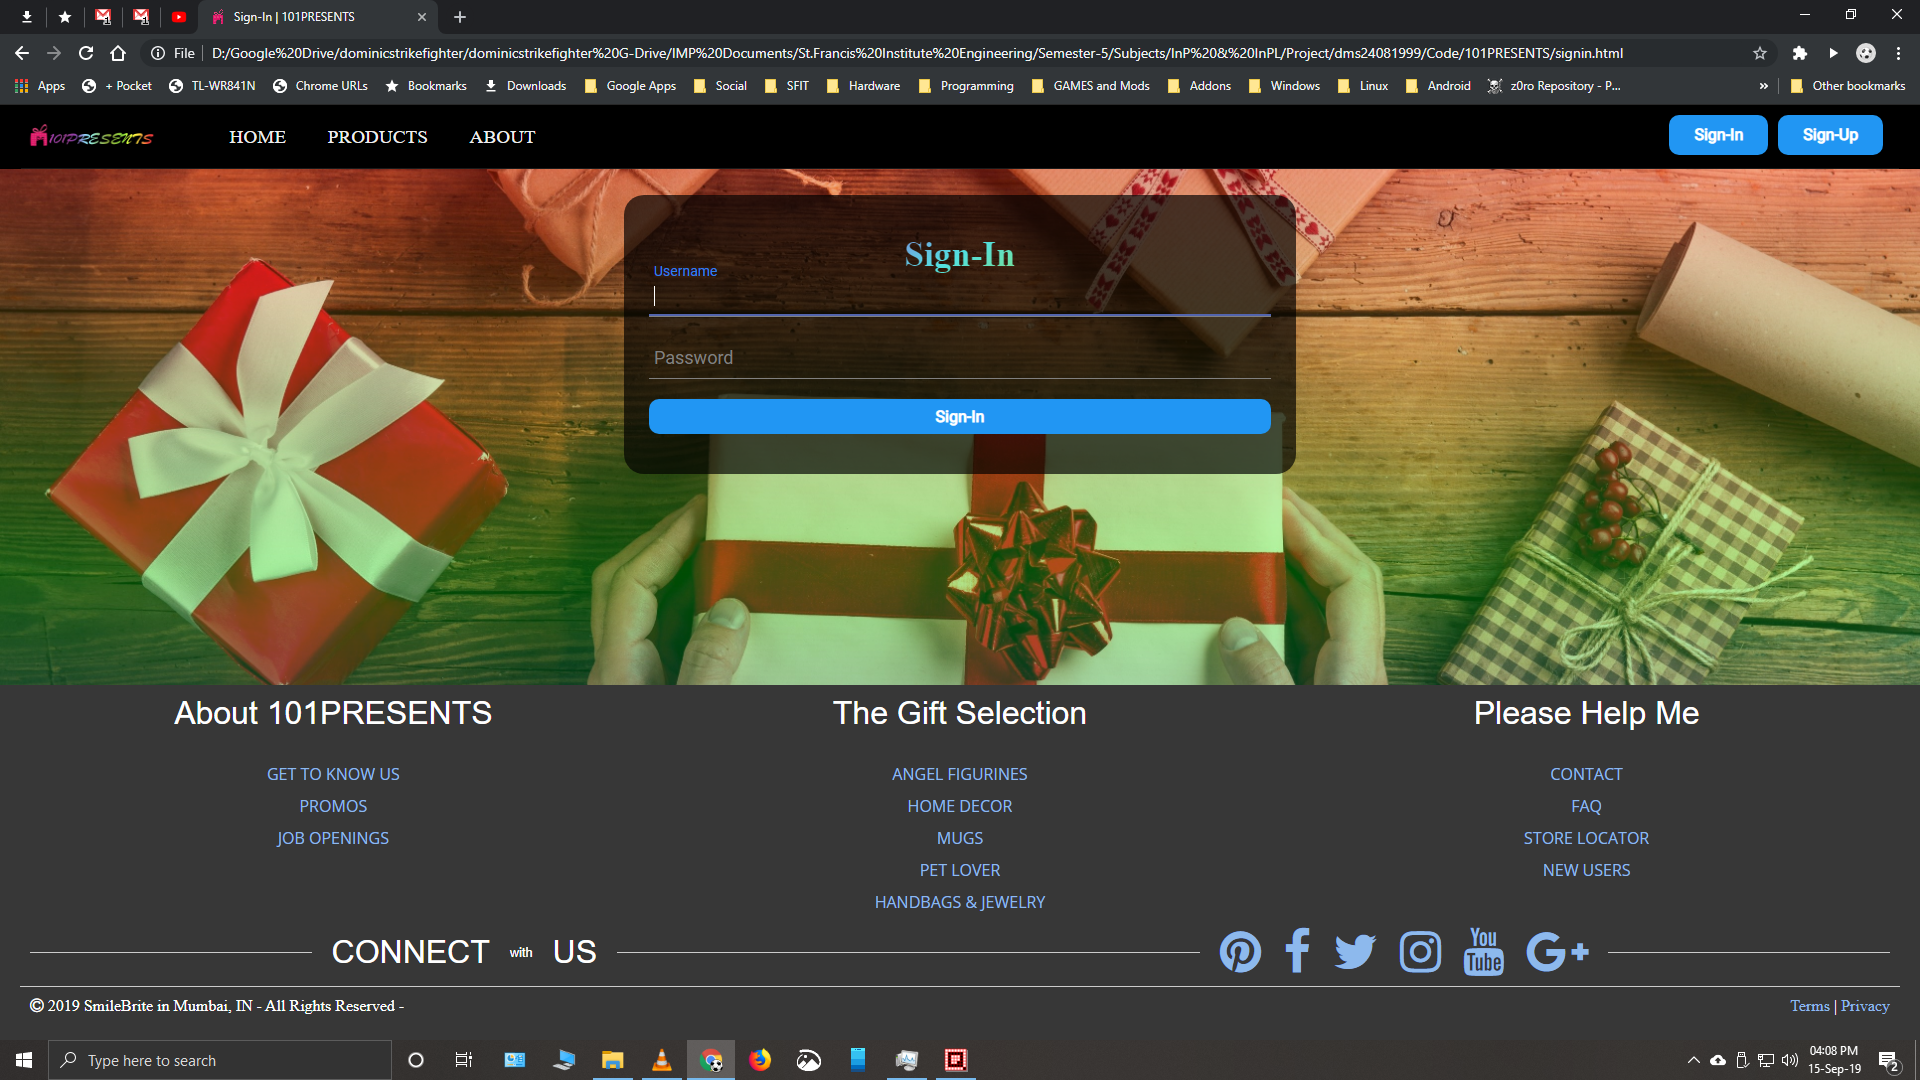 Sign-In | 101PRESENTS
File D:/Google%20Drive/dominicstrikefighter/dominicstrikefighter%20G-Drive/IMP%20Documents/St.Francis%20Institute%20Engineering/Semester-5/Subjects/InP%20&%20InPL/Project/dms24081999/Code/101PRESENTS/signin.html
Apps + Pocket TL-WR841N Chrome URLs Bookmarks Downloads Google Apps Social SFIT Hardware Programming GAMES and Mods Addons Windows Linux Android z0ro Repository - P... » Other bookmarks
101PRESENTS HOME PRODUCTS ABOUT Sign-In Sign-Up
Sign-In
Username
Password
Sign-In
About 101PRESENTS
GET TO KNOW US
PROMOS
JOB OPENINGS
The Gift Selection
ANGEL FIGURINES
HOME DECOR
MUGS
PET LOVER
HANDBAGS & JEWELRY
Please Help Me
CONTACT
FAQ
STORE LOCATOR
NEW USERS
CONNECT with US
You Tube G+
© 2019 SmileBrite in Mumbai, IN - All Rights Reserved -
Terms | Privacy
Type here to search
04:08 PM
15-Sep-19
2